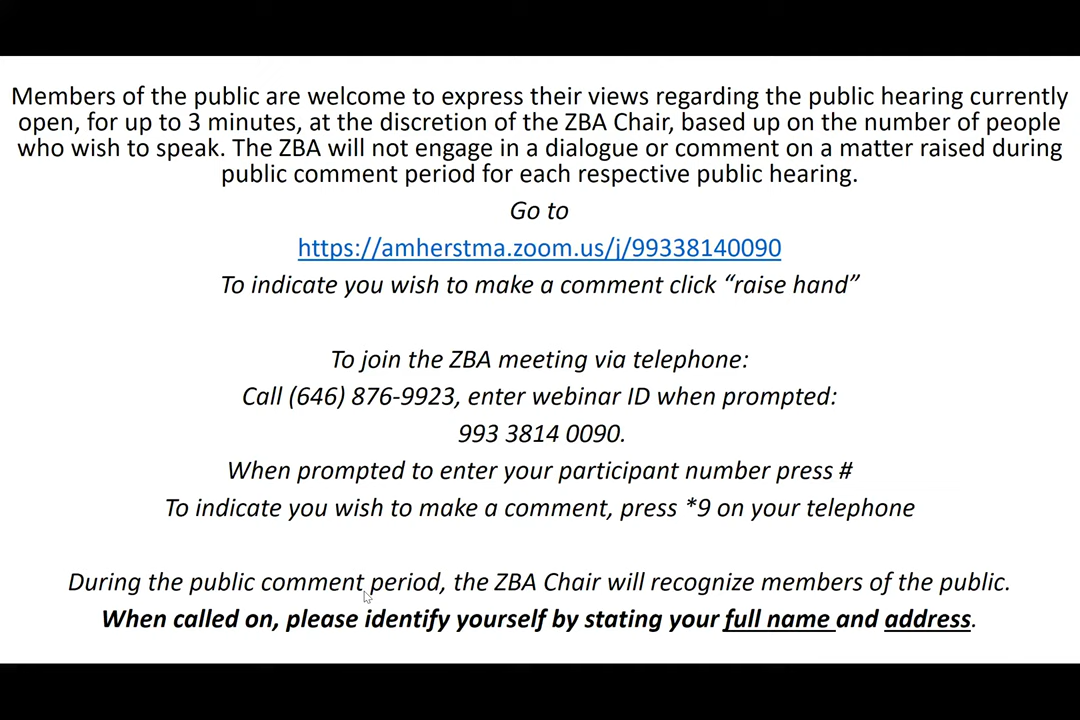 Members of the public are welcome to express their views regarding the public hearing currently
open, for up to 3 minutes, at the discretion of the ZBA Chair, based up on the number of people
who wish to speak. The ZBA will not engage in a dialogue or comment on a matter raised during
public comment period for each respective public hearing.
Go to
https://amherstma.zoom.us/j/99338140090
To indicate you wish to make a comment click “raise hand”
To join the ZBA meeting via telephone:
Call (646) 876-9923, enter webinar ID when prompted:
993 3814 0090.
When prompted to enter your participant number press #
To indicate you wish to make a comment, press *9 on your telephone
During the public comment period, the ZBA Chair will recognize members of the public.
When called on, please identify yourself by stating your full name and address.